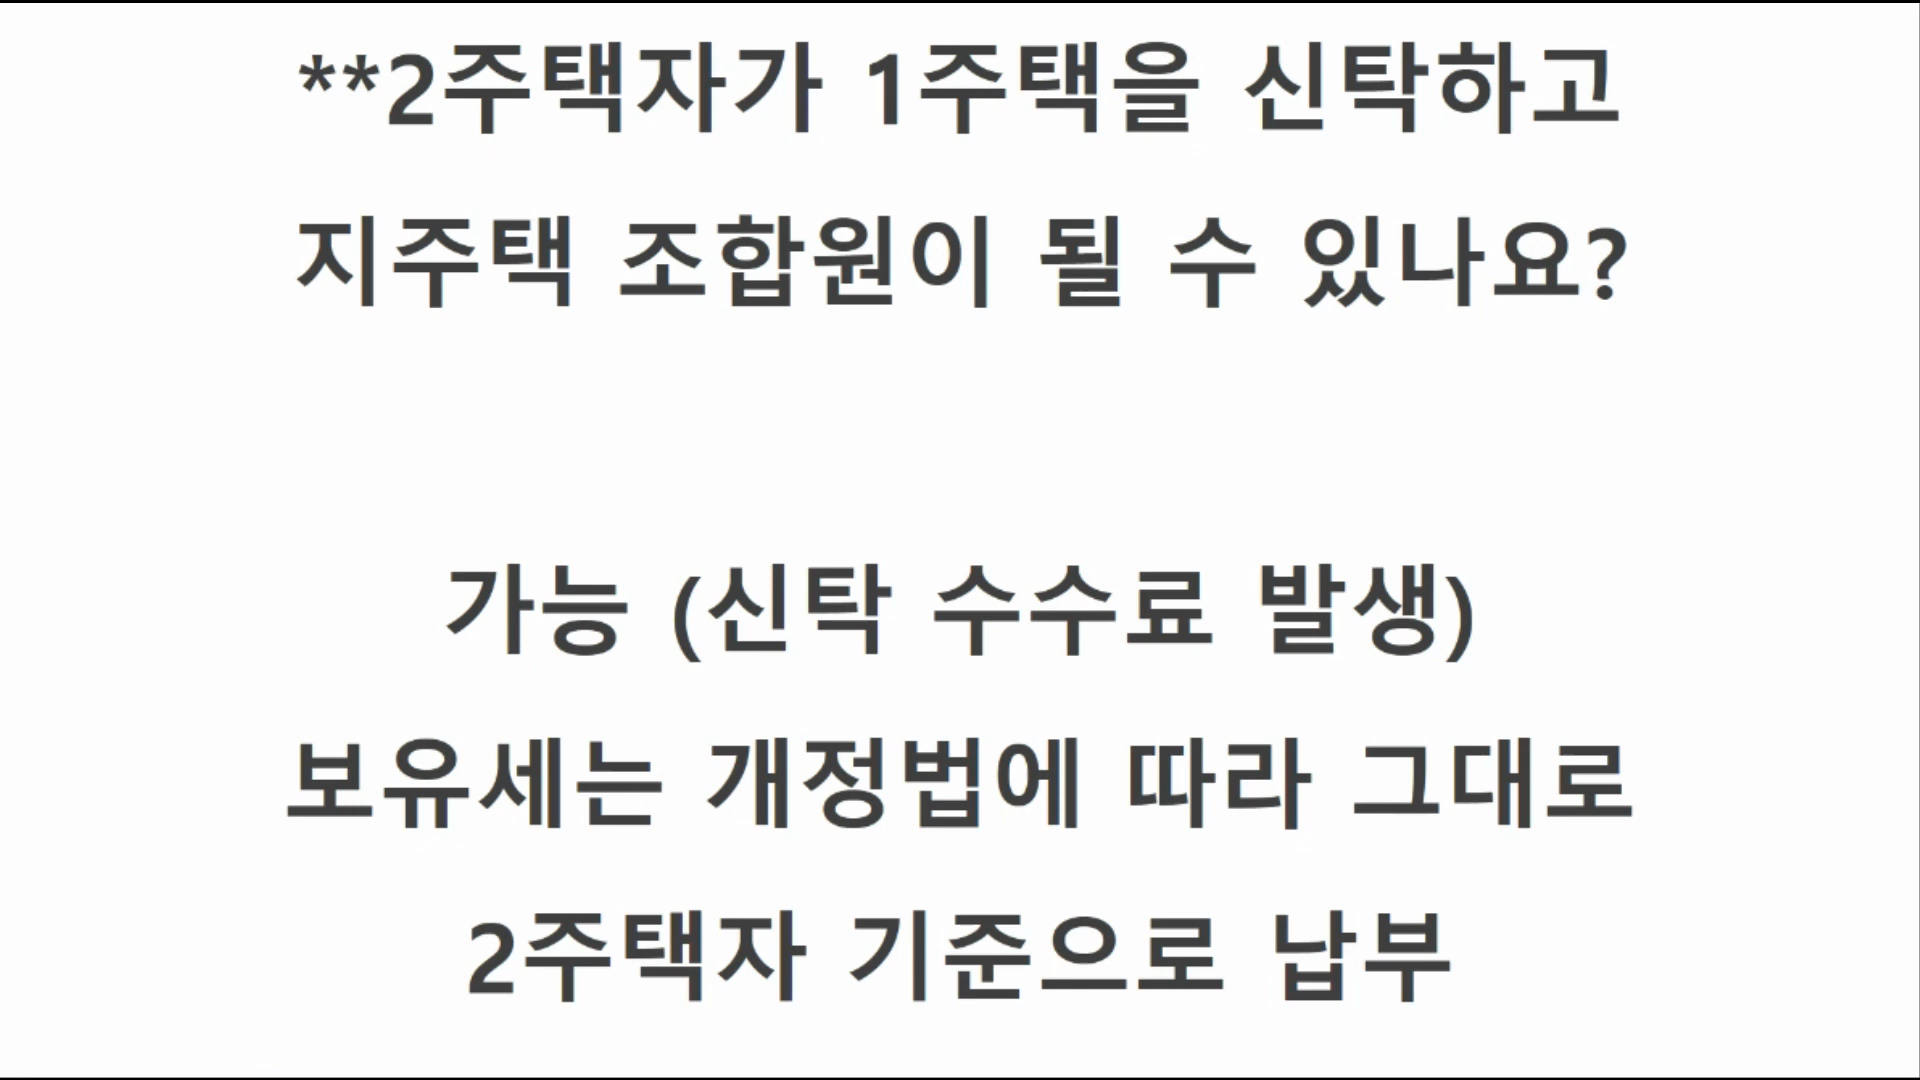 **2주택자가 1주택을 신탁하고
지주택 조합원이 될 수 있나요?
가능 (신탁 수수료 발생)
보유세는 개정법에 따라 그대로
2주택자 기준으로 납부